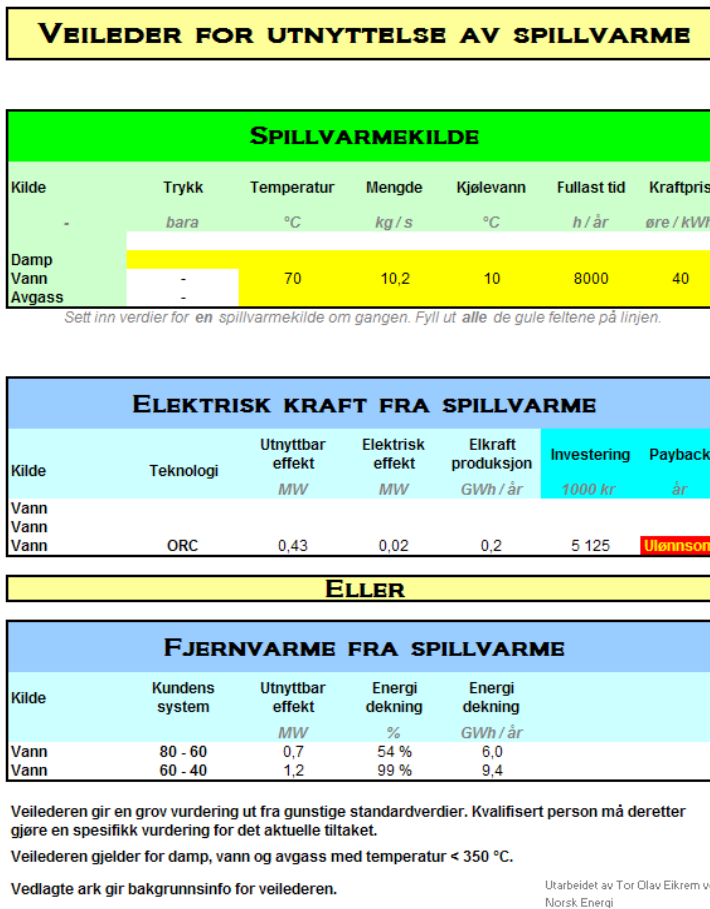 VEILEDER FOR UTNYTTELSE AV SPILLVARME
SPILLVARMEKILDE
Kilde Trykk Temperatur Mengde Kjølevann Fullast tid Kraftpris
- bara °C kg / s °C h / år øre / kWh
Damp
Vann - 70 10,2 10 8000 40
Avgass -
Sett inn verdier for en spillvarmekilde om gangen. Fyll ut alle de gule feltene på linjen.
ELEKTRISK KRAFT FRA SPILLVARME
Kilde Teknologi Utnyttbar effekt Elektrisk effekt Elkraft produksjon Investering Payback
MW MW GWh / år 1000 kr år
Vann
Vann
Vann ORC 0,43 0,02 0,2 5 125 Ulønnsom
ELLER
FJERNVARME FRA SPILLVARME
Kilde Kundens system Utnyttbar effekt Energi dekning Energi dekning
MW % GWh / år
Vann 80 - 60 0,7 54 % 6,0
Vann 60 - 40 1,2 99 % 9,4
Veilederen gir en grov vurdering ut fra gunstige standardverdier. Kvalifisert person må deretter
gjøre en spesifikk vurdering for det aktuelle tiltaket.
Veilederen gjelder for damp, vann og avgass med temperatur < 350 °C.
Vedlagte ark gir bakgrunnsinfo for veilederen.
Utarbeidet av Tor Olav Eikrem v
Norsk Energi